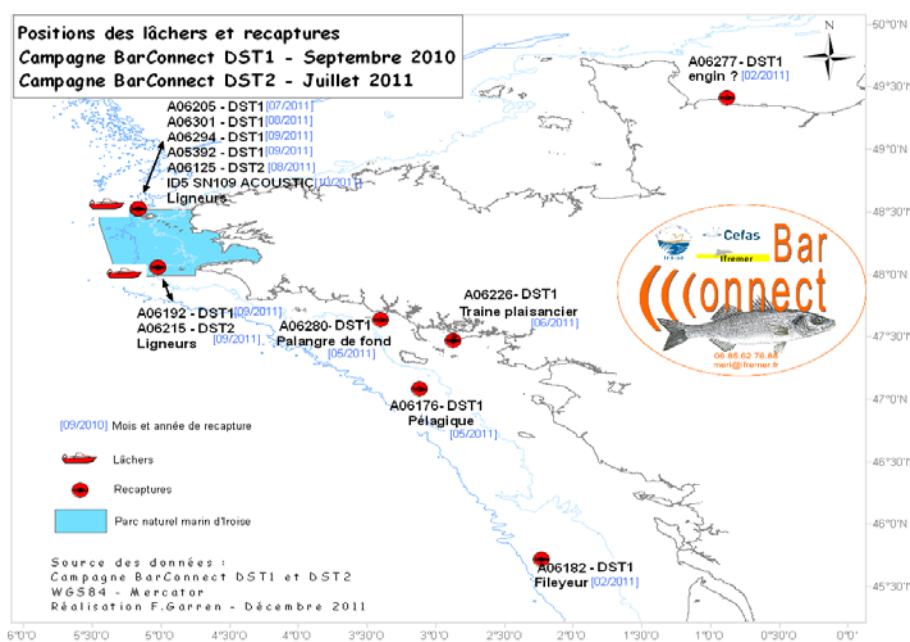 Positions des lâchers et recaptures
Campagne BarConnect DST1 - Septembre 2010
Campagne BarConnect DST2 - Juillet 2011
N
50°0'N
A06277-DST1
engin ? [02/2011]
49°30'N
A06205-DST1[07/2011]
A06301-DST1[08/2011]
A06294-DST1[09/2011]
A05392-DST1[09/2011]
A06125-DST2[08/2011]
ID5 SN109 ACOUSTIC[10/2011]
Ligneurs
49°0'N
48°30'N
Cefas
Ifremer
Bar
Connect
06 85 62 76 88
meri@ifremer.fr
48°0'N
A06192-DST1[09/2011]
A06215-DST2
Ligneurs [09/2011]
A06280-DST1
Palangre de fond
[05/2011]
A06226-DST1
Traine plaisancier
[06/2011]
47°30'N
A06176-DST1
Pélagique
[05/2011]
47°0'N
[09/2010] Mois et année de recapture
Lâchers
Recaptures
Parc naturel marin d'Iroise
46°30'N
46°0'N
A06182-DST1
Fileyeur [02/2011]
45°30'N
Source des données :
Campagne BarConnect DST1 et DST2
WGS84 - Mercator
Réalisation F.Garren - Décembre 2011
6°0'O 5°30'O 5°0'O 4°30'O 4°0'O 3°30'O 3°0'O 2°30'O 2°0'O 1°30'O 1°0'O 0°30'O 0°0'